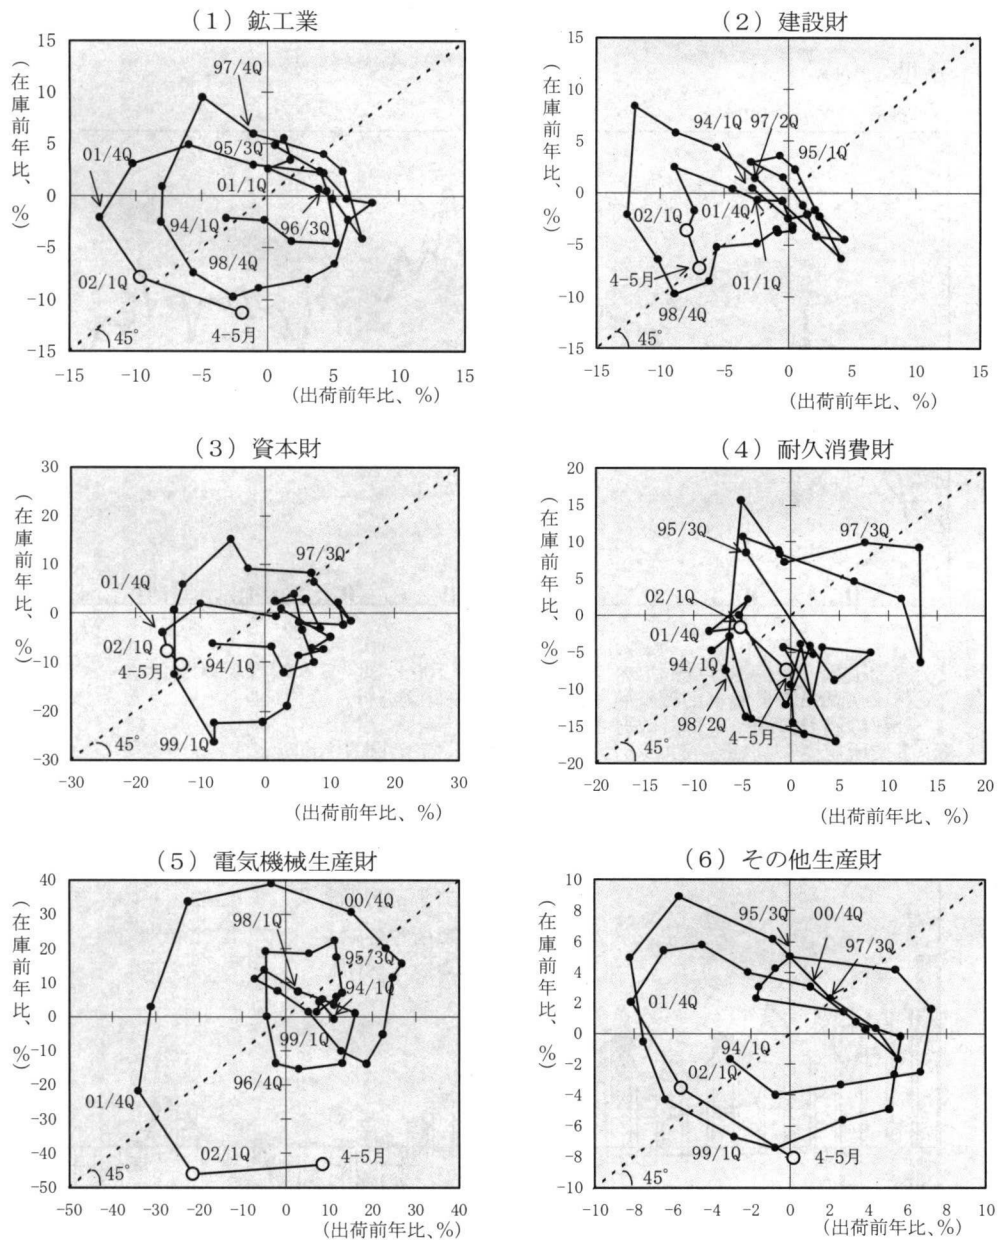 (1) 鉱工業
(在庫前年比、%)
15
10
5
0
-5
-10
-15
97/4Q
95/3Q
01/4Q
01/1Q
94/1Q
96/3Q
98/4Q
02/1Q
4-5月
45°
-15 -10 -5 0 5 10 15
(出荷前年比、%)
(2) 建設財
(在庫前年比、%)
15
10
5
0
-5
-10
-15
94/1Q
97/2Q
95/1Q
02/1Q
01/4Q
4-5月
01/1Q
98/4Q
45°
-15 -10 -5 0 5 10 15
(出荷前年比、%)
(3) 資本財
(在庫前年比、%)
30
20
10
0
-10
-20
-30
97/3Q
01/4Q
02/1Q
4-5月
94/1Q
99/1Q
45°
-30 -20 -10 0 10 20 30
(出荷前年比、%)
(4) 耐久消費財
(在庫前年比、%)
20
15
10
5
0
-5
-10
-15
-20
95/3Q
97/3Q
02/1Q
01/4Q
94/1Q
98/2Q
4-5月
45°
-20 -15 -10 -5 0 5 10 15 20
(出荷前年比、%)
(5) 電気機械生産財
(在庫前年比、%)
40
30
20
10
0
-10
-20
-30
-40
-50
00/4Q
98/1Q
95/3Q
94/1Q
99/1Q
96/4Q
01/4Q
02/1Q
4-5月
45°
-50 -40 -30 -20 -10 0 10 20 30 40
(出荷前年比、%)
(6) その他生産財
(在庫前年比、%)
10
8
6
4
2
0
-2
-4
-6
-8
-10
95/3Q
00/4Q
97/3Q
01/4Q
94/1Q
02/1Q
99/1Q
4-5月
45°
-10 -8 -6 -4 -2 0 2 4 6 8 10
(出荷前年比、%)